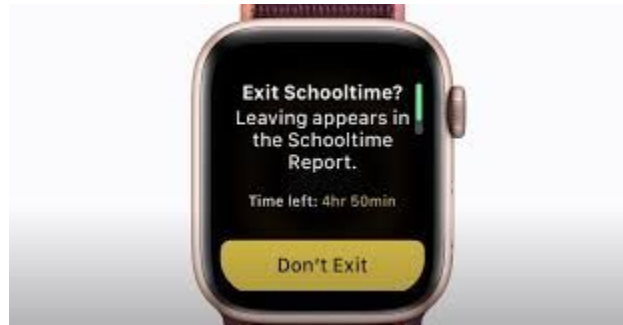 Exit Schooltime?
Leaving appears in
the Schooltime
Report.
Time left: 4hr 50min
Don't Exit